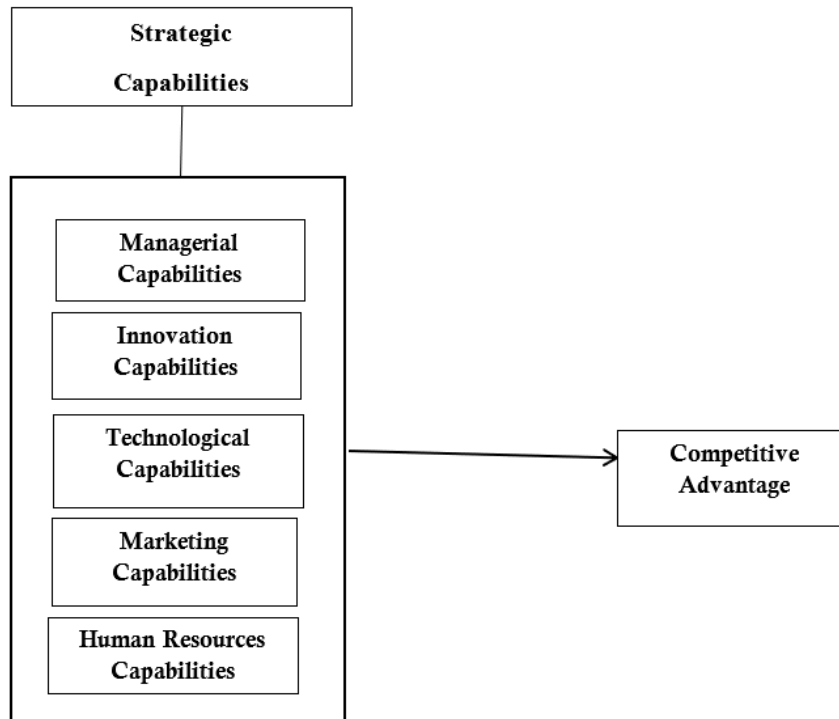 Strategic
Capabilities
Managerial
Capabilities
Innovation
Capabilities
Technological
Capabilities
Marketing
Capabilities
Human Resources
Capabilities
Competitive
Advantage